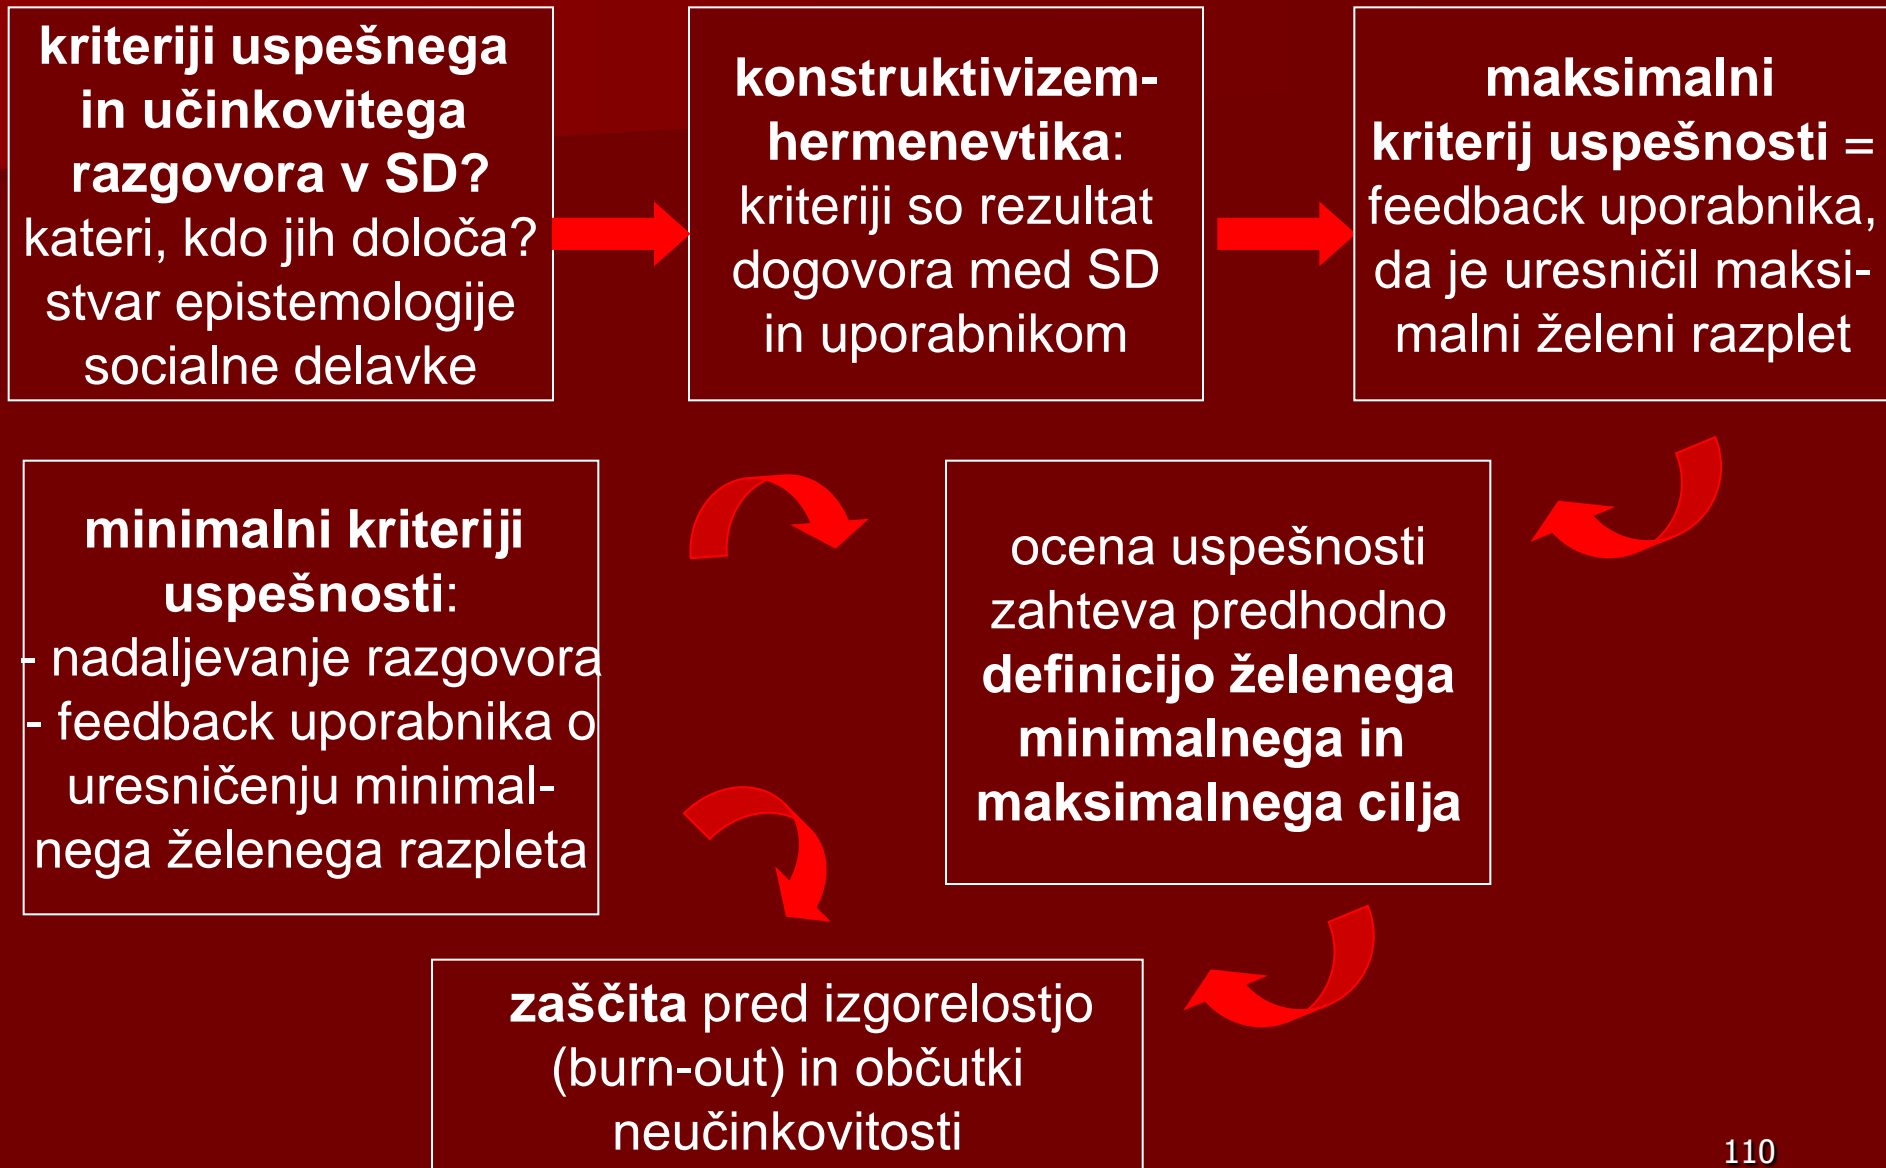 kriteriji uspešnega
in učinkovitega
razgovora v SD?
kateri, kdo jih določa?
stvar epistemologije
socialne delavke
konstruktivizem-
hermenevtika:
kriteriji so rezultat
dogovora med SD
in uporabnikom
maksimalni
kriterij uspešnosti =
feedback uporabnika,
da je uresničil maksi-
malni želeni razplet
minimalni kriteriji
uspešnosti:
- nadaljevanje razgovora
- feedback uporabnika o
uresničenju minimal-
nega želenega razpleta
ocena uspešnosti
zahteva predhodno
definicijo želenega
minimalnega in
maksimalnega cilja
zaščita pred izgorelostjo
(burn-out) in občutki
neučinkovitosti
110